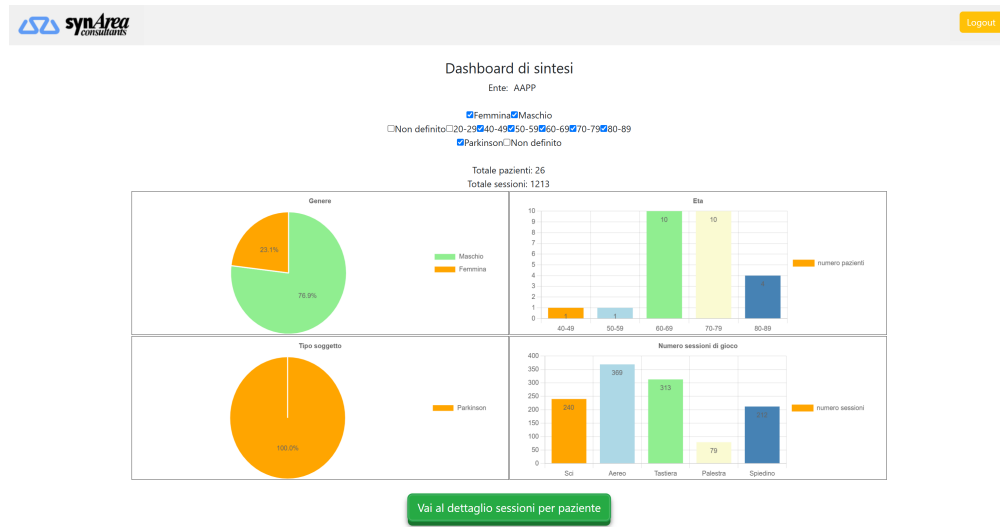 synArea
consultants
Logout
Dashboard di sintesi
Ente: AAPP
Femmina Maschio
Non definito 20-29 40-49 50-59 60-69 70-79 80-89
Parkinson Non definito
Totale pazienti: 26
Totale sessioni: 1213
Genere
23.1%
76.9%
Maschio
Femmina
Eta
10
9
8
7
6
5
4
3
2
1
0
1
1
10
10
4
40-49
50-59
60-69
70-79
80-89
numero pazienti
Tipo soggetto
100.0%
Parkinson
Numero sessioni di gioco
400
350
300
250
200
150
100
50
0
240
369
313
79
212
Sci
Aereo
Tastiera
Palestra
Spiedino
numero sessioni
Vai al dettaglio sessioni per paziente